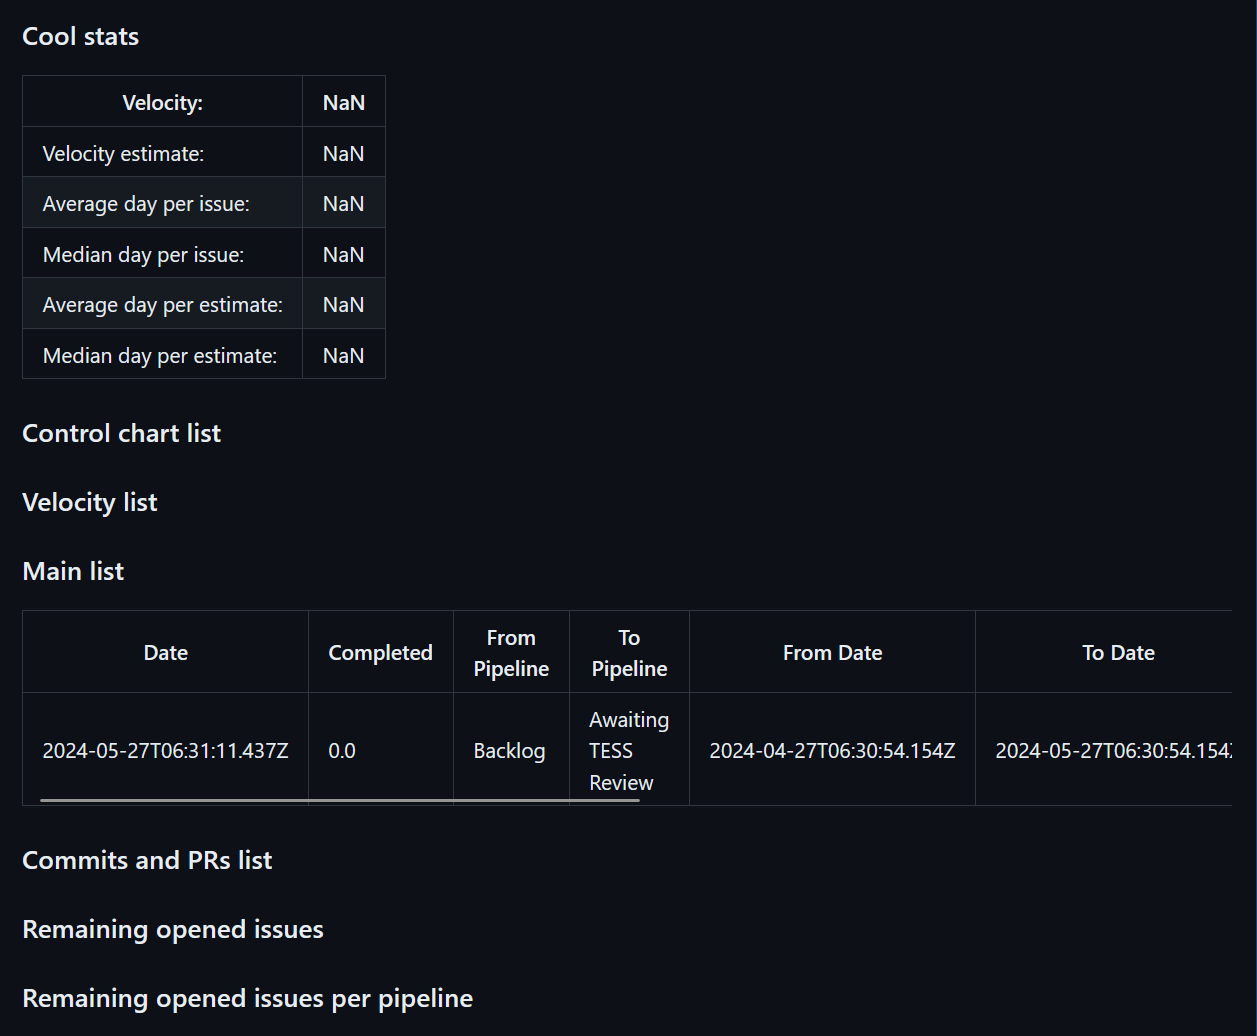 Cool stats
Velocity: NaN
Velocity estimate: NaN
Average day per issue: NaN
Median day per issue: NaN
Average day per estimate: NaN
Median day per estimate: NaN
Control chart list
Velocity list
Main list
Date Completed From Pipeline To Pipeline From Date To Date
2024-05-27T06:31:11.437Z 0.0 Backlog Awaiting TESS Review 2024-04-27T06:30:54.154Z 2024-05-27T06:30:54.154Z
Commits and PRs list
Remaining opened issues
Remaining opened issues per pipeline